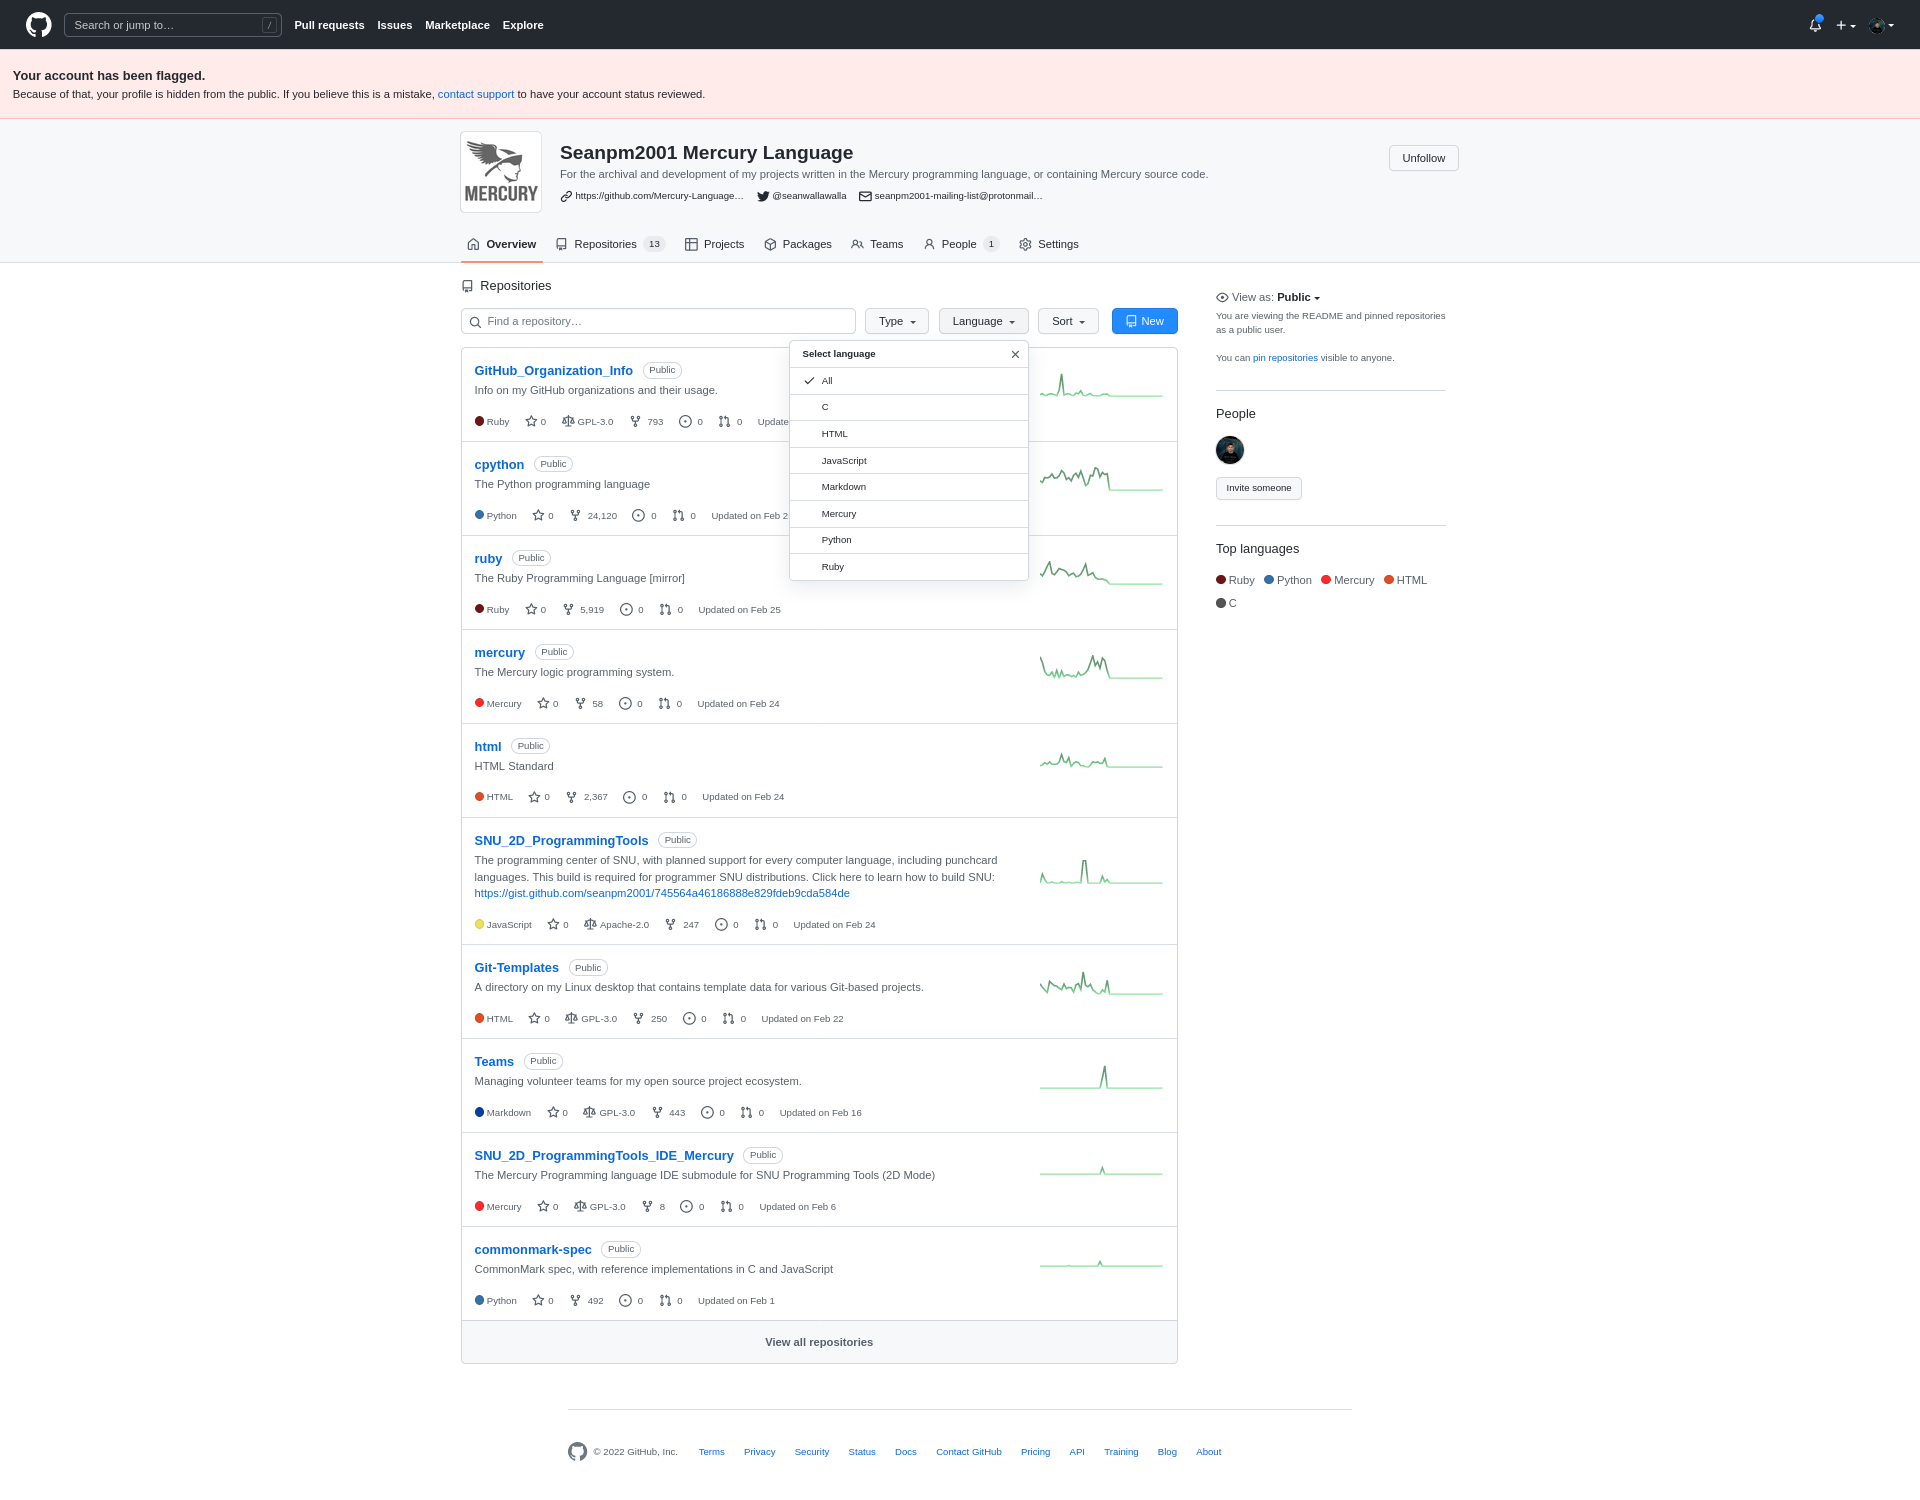 Search or jump to… /
Pull requests Issues Marketplace Explore
Your account has been flagged.
Because of that, your profile is hidden from the public. If you believe this is a mistake, contact support to have your account status reviewed.
MERCURY
Seanpm2001 Mercury Language
For the archival and development of my projects written in the Mercury programming language, or containing Mercury source code.
https://github.com/Mercury-Language… @seanwallawalla seanpm2001-mailing-list@protonmail…
Unfollow
Overview Repositories 13 Projects Packages Teams People 1 Settings
Repositories
Find a repository… Type Language Sort New
Select language
All
C
HTML
JavaScript
Markdown
Mercury
Python
Ruby
GitHub_Organization_Info Public
Info on my GitHub organizations and their usage.
Ruby 0 GPL-3.0 793 0 0 Update
cpython Public
The Python programming language
Python 0 24,120 0 0 Updated on Feb 2
ruby Public
The Ruby Programming Language [mirror]
Ruby 0 5,919 0 0 Updated on Feb 25
mercury Public
The Mercury logic programming system.
Mercury 0 58 0 0 Updated on Feb 24
html Public
HTML Standard
HTML 0 2,367 0 0 Updated on Feb 24
SNU_2D_ProgrammingTools Public
The programming center of SNU, with planned support for every computer language, including punchcard
languages. This build is required for programmer SNU distributions. Click here to learn how to build SNU:
https://gist.github.com/seanpm2001/745564a46186888e829fdeb9cda584de
JavaScript 0 Apache-2.0 247 0 0 Updated on Feb 24
Git-Templates Public
A directory on my Linux desktop that contains template data for various Git-based projects.
HTML 0 GPL-3.0 250 0 0 Updated on Feb 22
Teams Public
Managing volunteer teams for my open source project ecosystem.
Markdown 0 GPL-3.0 443 0 0 Updated on Feb 16
SNU_2D_ProgrammingTools_IDE_Mercury Public
The Mercury Programming language IDE submodule for SNU Programming Tools (2D Mode)
Mercury 0 GPL-3.0 8 0 0 Updated on Feb 6
commonmark-spec Public
CommonMark spec, with reference implementations in C and JavaScript
Python 0 492 0 0 Updated on Feb 1
View all repositories
View as: Public
You are viewing the README and pinned repositories
as a public user.
You can pin repositories visible to anyone.
People
Invite someone
Top languages
Ruby Python Mercury HTML
C
© 2022 GitHub, Inc. Terms Privacy Security Status Docs Contact GitHub Pricing API Training Blog About